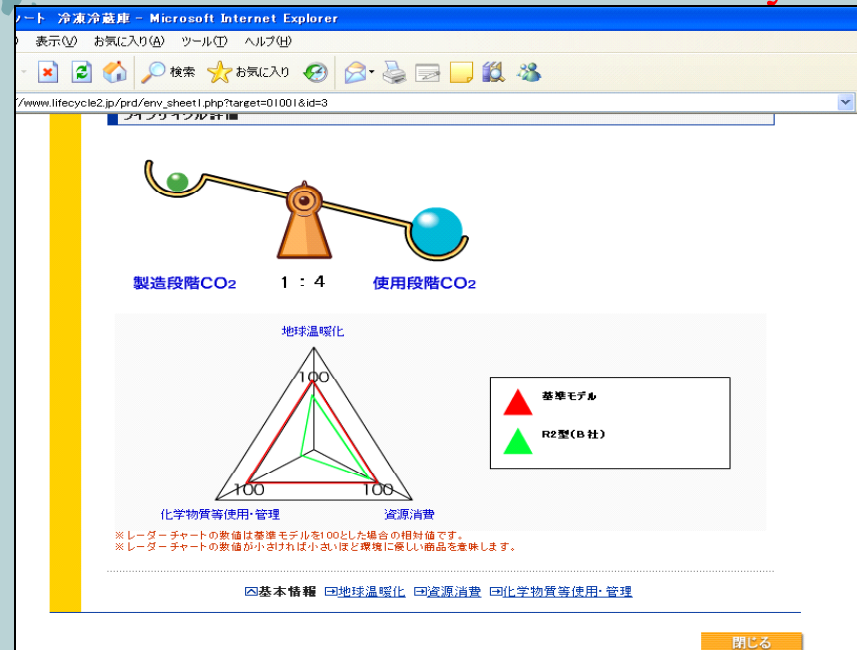 ート 冷凍冷蔵庫 - Microsoft Internet Explorer
) 表示(V) お気に入り(A) ツール(T) ヘルプ(H)
検索 お気に入り
/www.lifecycle2.jp/prd/env_sheet1.php?target=01001&id=3
ライフサイクル評価
製造段階CO2 1 : 4 使用段階CO2
地球温暖化
100
基準モデル
R2型(B社)
100 100
化学物質等使用・管理 資源消費
※レーダーチャートの数値は基準モデルを100とした場合の相対値です。
※レーダーチャートの数値が小さければ小さいほど環境に優しい商品を意味します。
基本情報 地球温暖化 資源消費 化学物質等使用・管理
閉じる